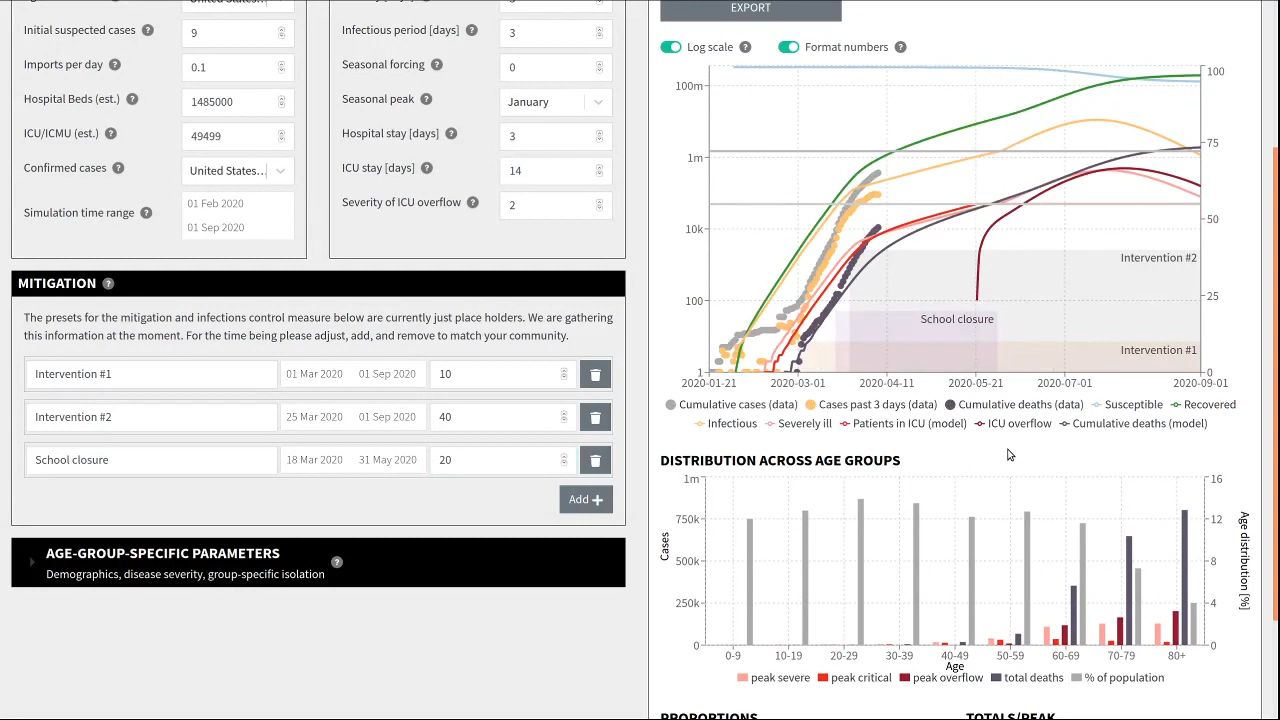 EXPORT
Initial suspected cases ? 9
Imports per day ? 0.1
Hospital Beds (est.) ? 1485000
ICU/ICMU (est.) ? 49499
Confirmed cases ? United States...
Simulation time range ? 01 Feb 2020
01 Sep 2020
Infectious period [days] ? 3
Seasonal forcing ? 0
Seasonal peak ? January
Hospital stay [days] ? 3
ICU stay [days] ? 14
Severity of ICU overflow ? 2
MITIGATION ?
The presets for the mitigation and infections control measure below are currently just place holders. We are gathering
this information at the moment. For the time being please adjust, add, and remove to match your community.
Intervention #1 01 Mar 2020 01 Sep 2020 10
Intervention #2 25 Mar 2020 01 Sep 2020 40
School closure 18 Mar 2020 31 May 2020 20
Add +
AGE-GROUP-SPECIFIC PARAMETERS ?
Demographics, disease severity, group-specific isolation
Log scale ? Format numbers ?
100m 100
1m 75
10k 50
Intervention #2
100 25
School closure
Intervention #1
1 0
2020-01-21 2020-03-01 2020-04-11 2020-05-21 2020-07-01 2020-09-01
Cumulative cases (data) Cases past 3 days (data) Cumulative deaths (data) Susceptible Recovered
Infectious Severely ill Patients in ICU (model) ICU overflow Cumulative deaths (model)
DISTRIBUTION ACROSS AGE GROUPS
1m 16
750k 12
500k 8
250k 4
0 0
Cases
Age distribution [%]
0-9 10-19 20-29 30-39 40-49 50-59 60-69 70-79 80+
Age
peak severe peak critical peak overflow total deaths % of population
PROPORTIONS TOTALS/PEAK